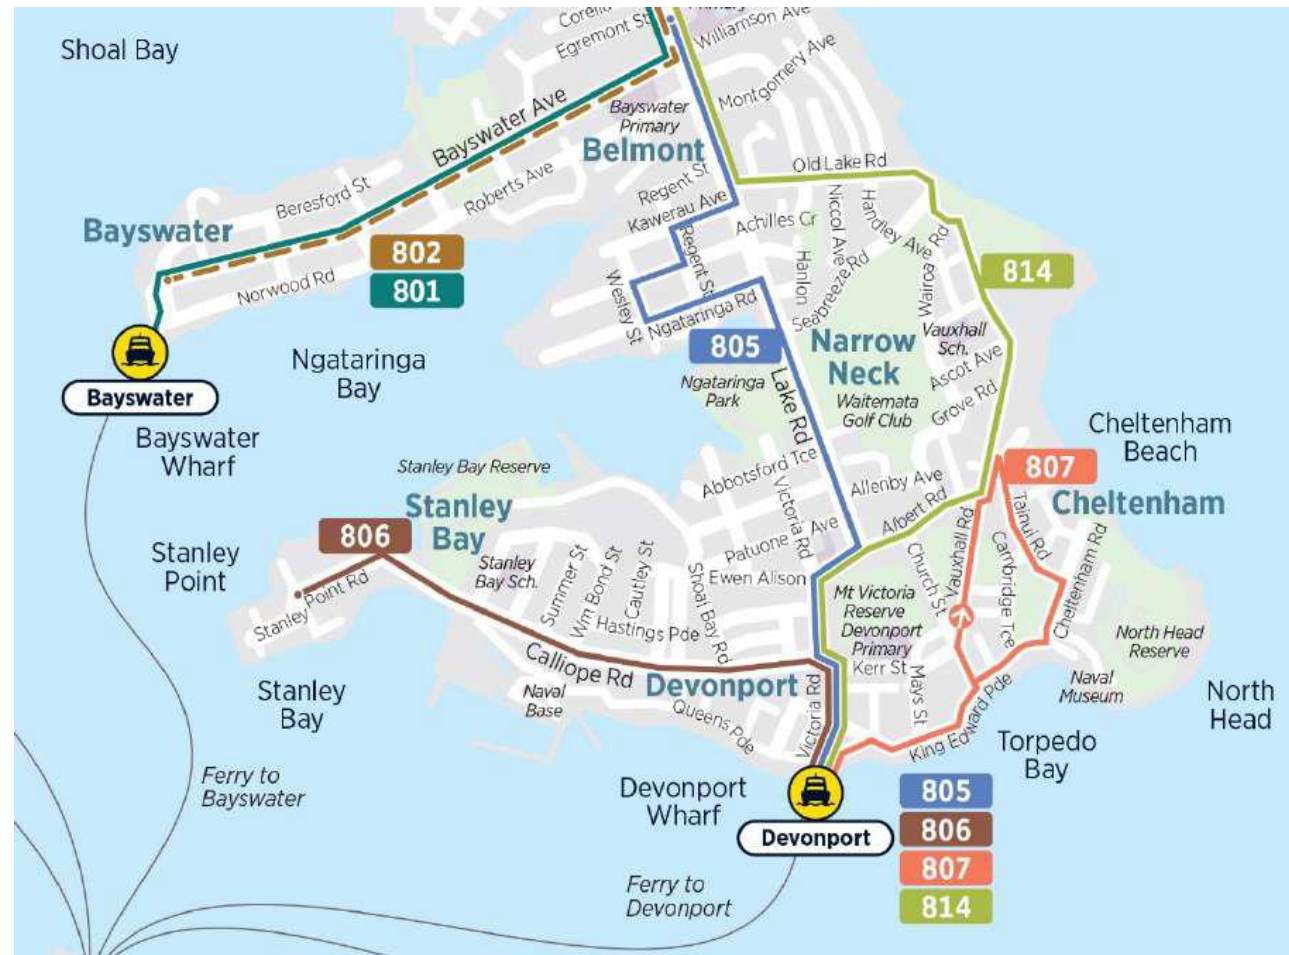 Corella
Egremont St
Primary
Williamson Ave
Shoal Bay
Montgomery Ave
Bayswater Ave
Bayswater
Primary
Belmont
Old Lake Rd
Roberts Ave
Regent St
Beresford St
Kawerau Ave
Achilles Cr
Niccol Ave
Handley Ave
Bayswater
802
801
Norwood Rd
Regent St
Hanlon
Seabreeze Rd
Wairoa Rd
814
Wesley St
Ngataringa Rd
Vauxhall
Sch.
805
Narrow
Neck
Ascot Ave
Ngataringa
Bay
Ngataringa
Park
Lake Rd
Waitemata
Golf Club
Grove Rd
Bayswater
Bayswater
Wharf
Cheltenham
Beach
Stanley Bay Reserve
Abbotsford Tce
Allenby Ave
807
Cheltenham
Stanley
Bay
Victoria Rd
Albert Rd
Tainui Rd
806
Patuone Ave
Vauxhall Rd
Church St
Cambridge Tce
Cheltenham Rd
Stanley
Point
Stanley
Bay Sch.
Summer St
Wm Bond St
Cautley St
Shoal Bay Rd
Ewen Alison
Mt Victoria
Reserve
Devonport
Primary
Stanley Point Rd
Hastings Pde
North Head
Reserve
Calliope Rd
Devonport
Kerr St
Mays St
Naval
Museum
Stanley
Bay
Naval
Base
Queens Pde
Victoria Rd
King Edward Pde
North
Head
Torpedo
Bay
Ferry to
Bayswater
Devonport
Wharf
Devonport
805
806
807
814
Ferry to
Devonport